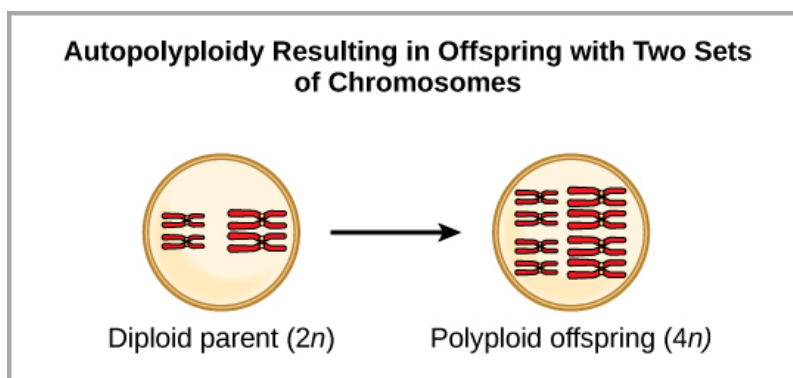 Autopolyploidy Resulting in Offspring with Two Sets
of Chromosomes
Diploid parent (2n)
Polyploid offspring (4n)